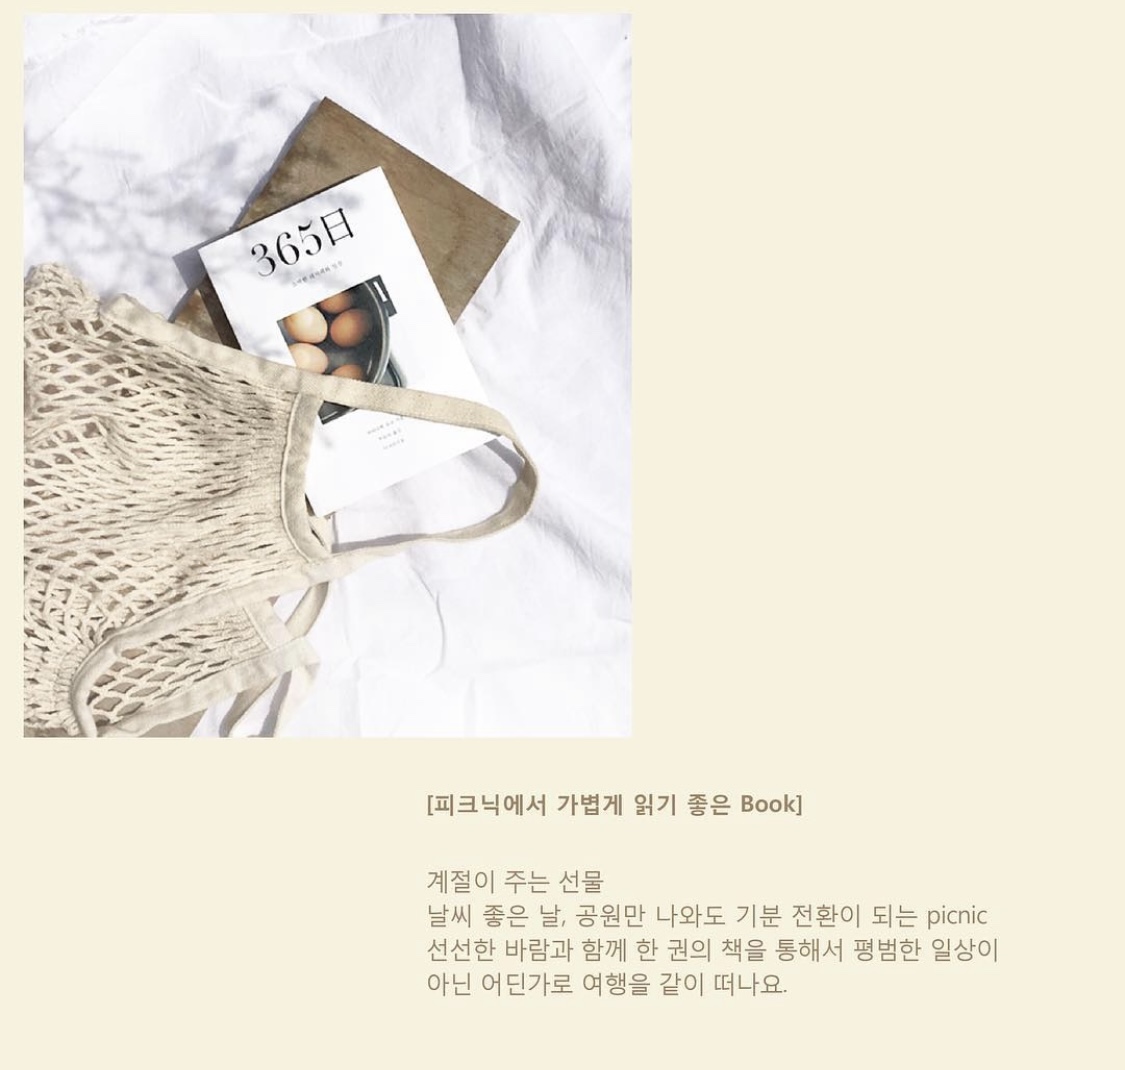 365日
[피크닉에서 가볍게 읽기 좋은 Book]
계절이 주는 선물
날씨 좋은 날, 공원만 나와도 기분 전환이 되는 picnic
선선한 바람과 함께 한 권의 책을 통해서 평범한 일상이
아닌 어딘가로 여행을 같이 떠나요.